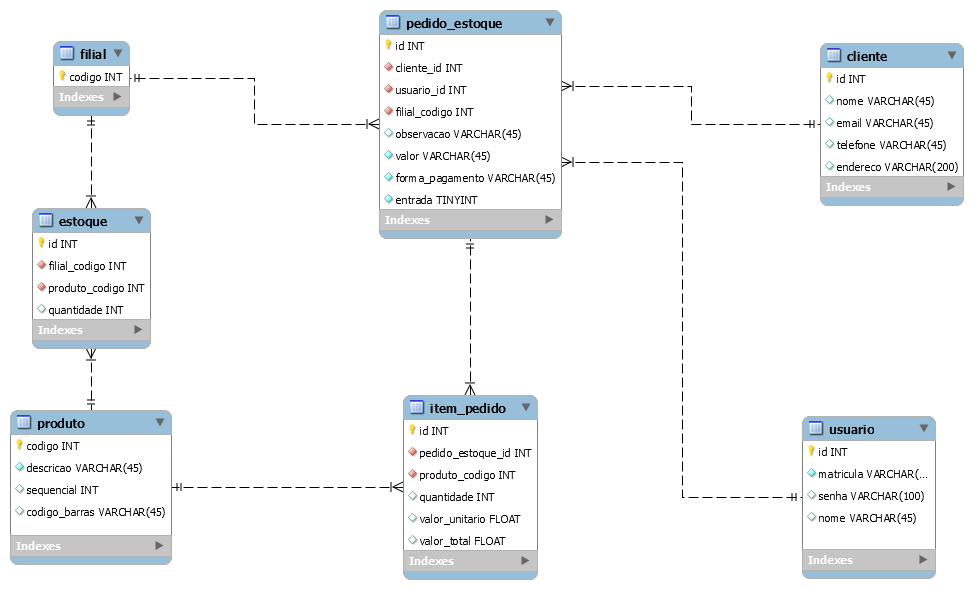 filial
codigo INT
Indexes
pedido_estoque
id INT
cliente_id INT
usuario_id INT
filial_codigo INT
observacao VARCHAR(45)
valor VARCHAR(45)
forma_pagamento VARCHAR(45)
entrada TINYINT
Indexes
cliente
id INT
nome VARCHAR(45)
email VARCHAR(45)
telefone VARCHAR(45)
endereco VARCHAR(200)
Indexes
estoque
id INT
filial_codigo INT
produto_codigo INT
quantidade INT
Indexes
produto
codigo INT
descricao VARCHAR(45)
sequencial INT
codigo_barras VARCHAR(45)
Indexes
item_pedido
id INT
pedido_estoque_id INT
produto_codigo INT
quantidade INT
valor_unitario FLOAT
valor_total FLOAT
Indexes
usuario
id INT
matricula VARCHAR(...
senha VARCHAR(100)
nome VARCHAR(45)
Indexes